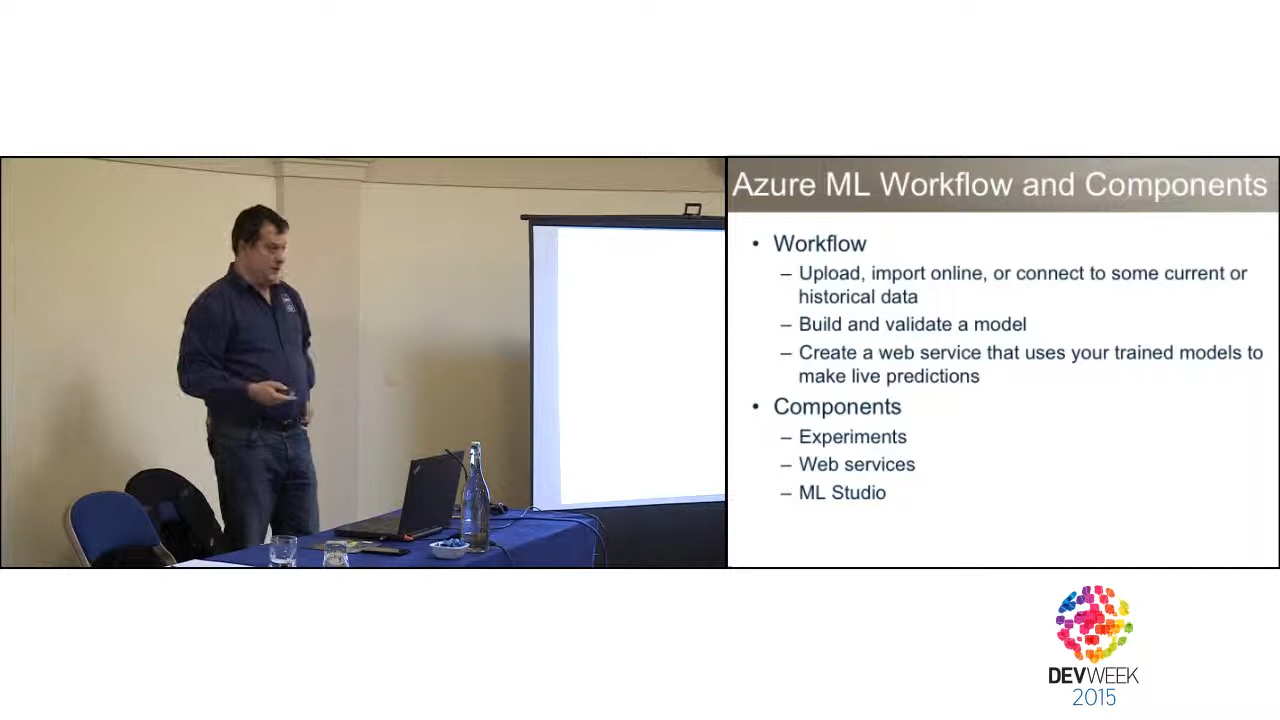 Azure ML Workflow and Components
• Workflow
– Upload, import online, or connect to some current or
historical data
– Build and validate a model
– Create a web service that uses your trained models to
make live predictions
• Components
– Experiments
– Web services
– ML Studio
DEVWEEK
2015